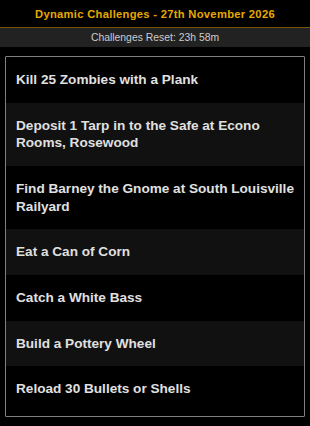 Dynamic Challenges - 27th November 2026
Challenges Reset: 23h 58m
Kill 25 Zombies with a Plank
Deposit 1 Tarp in to the Safe at Econo
Rooms, Rosewood
Find Barney the Gnome at South Louisville
Railyard
Eat a Can of Corn
Catch a White Bass
Build a Pottery Wheel
Reload 30 Bullets or Shells